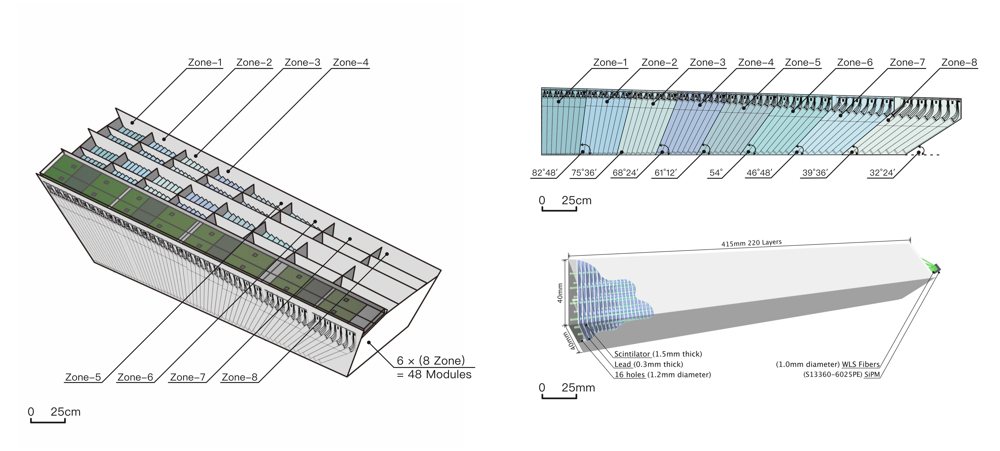 Zone–1
Zone–2
Zone–3
Zone–4
Zone–5
Zone–6
Zone–7
Zone–8
6 × (8 Zone)
= 48 Modules
0 25cm
Zone–1
Zone–2
Zone–3
Zone–4
Zone–5
Zone–6
Zone–7
Zone–8
82°48′
75°36′
68°24′
61°12′
54°
46°48′
39°36′
32°24′
0 25cm
415mm 220 Layers
40mm
40mm
Scintilator (1.5mm thick)
Lead (0.3mm thick)
16 holes (1.2mm diameter)
(1.0mm diameter) WLS Fibers
(S13360-6025PE) SiPM
0 25mm